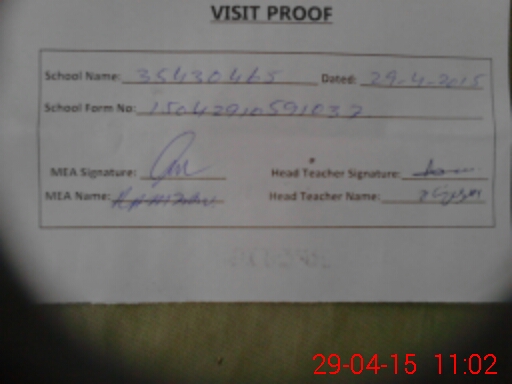 VISIT PROOF
School Name: 35430465 Dated: 29-4-2015
School Form No: 15042910591037
MEA Signature: Head Teacher Signature:
MEA Name: Head Teacher Name:
29-04-15 11:02